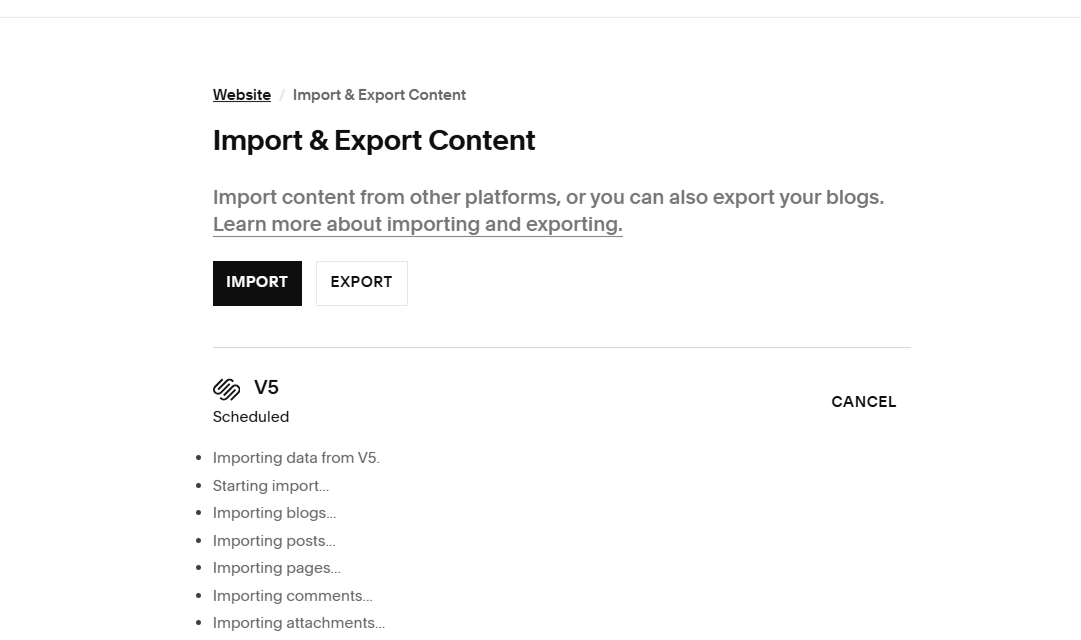 Website / Import & Export Content
Import & Export Content
Import content from other platforms, or you can also export your blogs.
Learn more about importing and exporting.
IMPORT EXPORT
V5
CANCEL
Scheduled
Importing data from V5.
Starting import...
Importing blogs...
Importing posts...
Importing pages...
Importing comments...
Importing attachments...